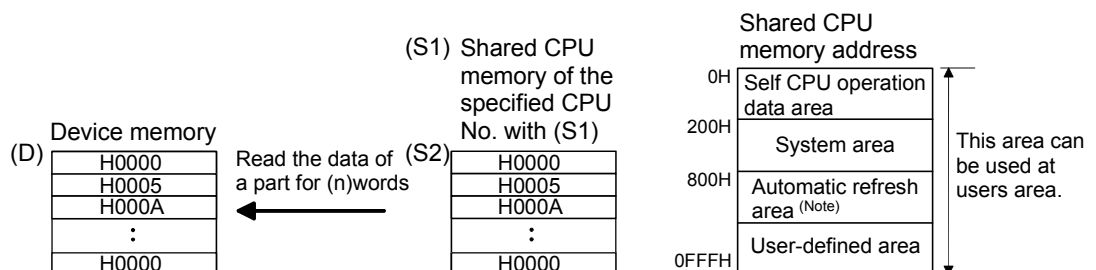 Device memory
(D)
H0000
H0005
H000A
:
H0000
Read the data of
a part for (n)words
(S1) Shared CPU
memory of the
specified CPU
No. with (S1)
(S2)
H0000
H0005
H000A
:
H0000
Shared CPU
memory address
0H
Self CPU operation
data area
200H
System area
800H
Automatic refresh
area (Note)
User-defined area
0FFFH
This area can
be used at
users area.